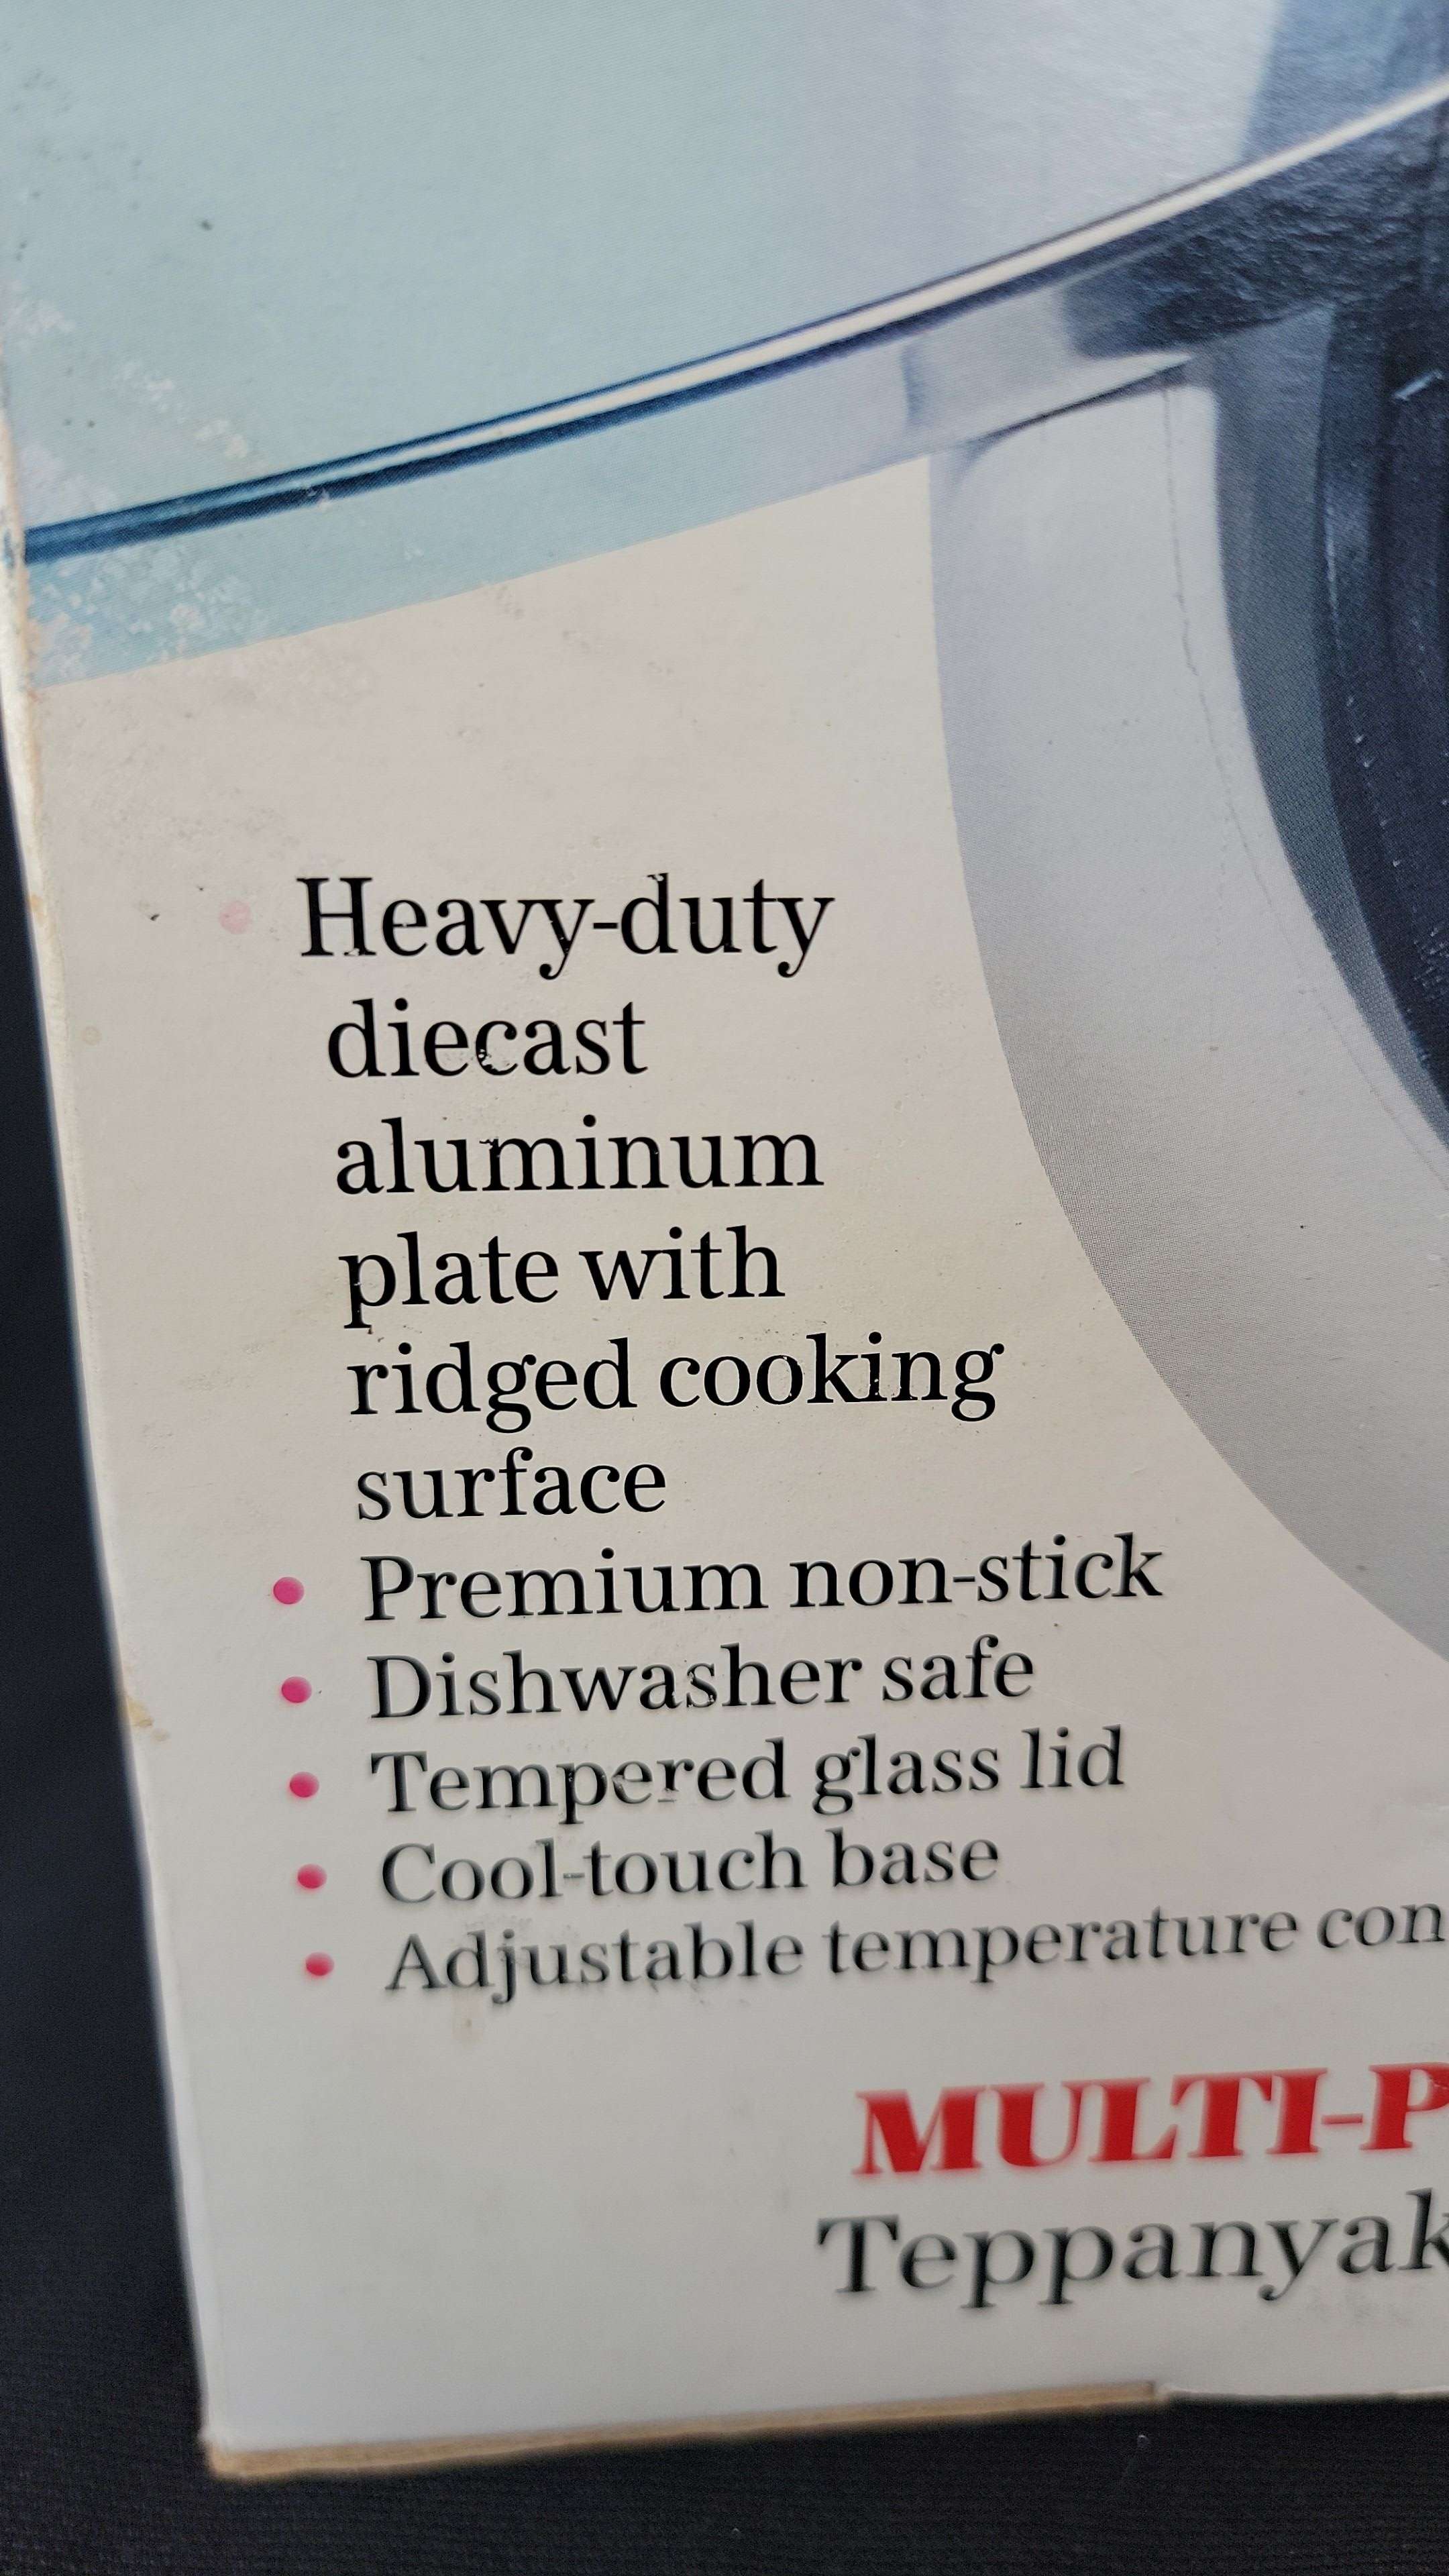 • Heavy-duty
diecast
aluminum
plate with
ridged cooking
surface
• Premium non-stick
• Dishwasher safe
• Tempered glass lid
• Cool-touch base
• Adjustable temperature con
MULTI-P
Teppanyak